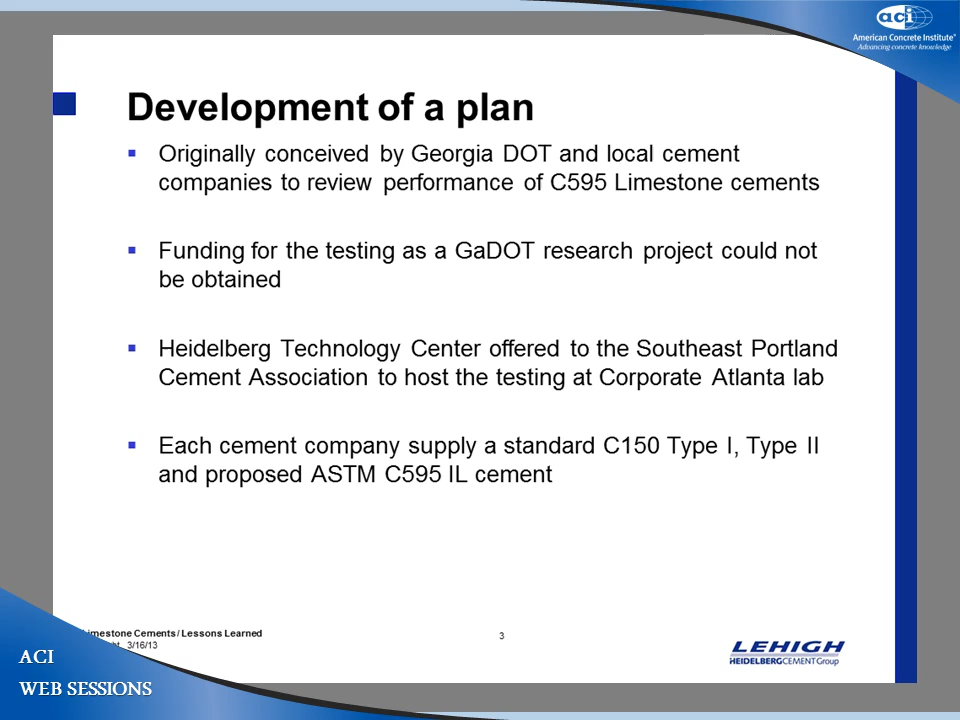 aci
American Concrete Institute®
Advancing concrete knowledge
Development of a plan
▪ Originally conceived by Georgia DOT and local cement
companies to review performance of C595 Limestone cements
▪ Funding for the testing as a GaDOT research project could not
be obtained
▪ Heidelberg Technology Center offered to the Southeast Portland
Cement Association to host the testing at Corporate Atlanta lab
▪ Each cement company supply a standard C150 Type I, Type II
and proposed ASTM C595 IL cement
Limestone Cements / Lessons Learned
3/16/13
3
LEHIGH
HEIDELBERGCEMENT Group
ACI
WEB SESSIONS